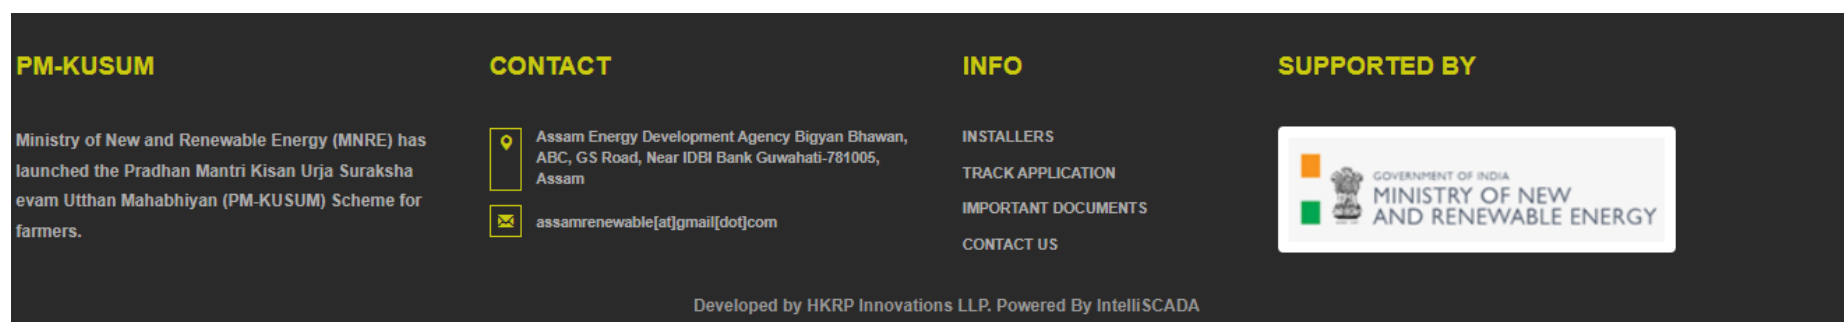 PM-KUSUM
Ministry of New and Renewable Energy (MNRE) has
launched the Pradhan Mantri Kisan Urja Suraksha
evam Utthan Mahabhiyan (PM-KUSUM) Scheme for
farmers.
CONTACT
Assam Energy Development Agency Bigyan Bhawan,
ABC, GS Road, Near IDBI Bank Guwahati-781005,
Assam
assamrenewable[at]gmail[dot]com
INFO
INSTALLERS
TRACK APPLICATION
IMPORTANT DOCUMENTS
CONTACT US
SUPPORTED BY
GOVERNMENT OF INDIA
MINISTRY OF NEW
AND RENEWABLE ENERGY
Developed by HKRP Innovations LLP. Powered By IntelliSCADA